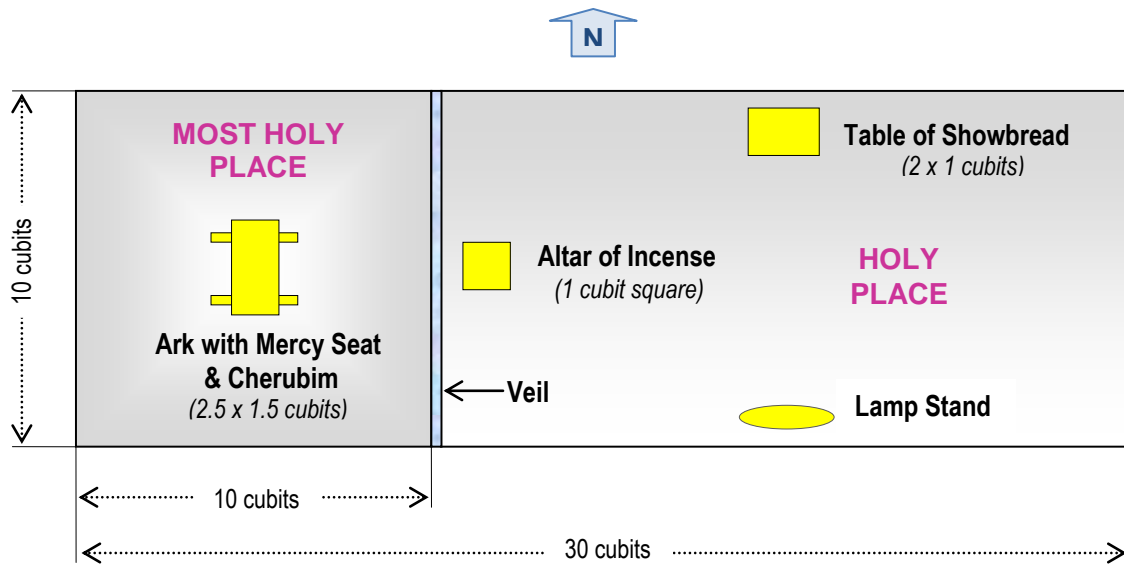 N
MOST HOLY
PLACE
Table of Showbread
(2 x 1 cubits)
10 cubits
Altar of Incense
(1 cubit square)
HOLY
PLACE
Ark with Mercy Seat
& Cherubim
(2.5 x 1.5 cubits)
Veil
Lamp Stand
10 cubits
30 cubits